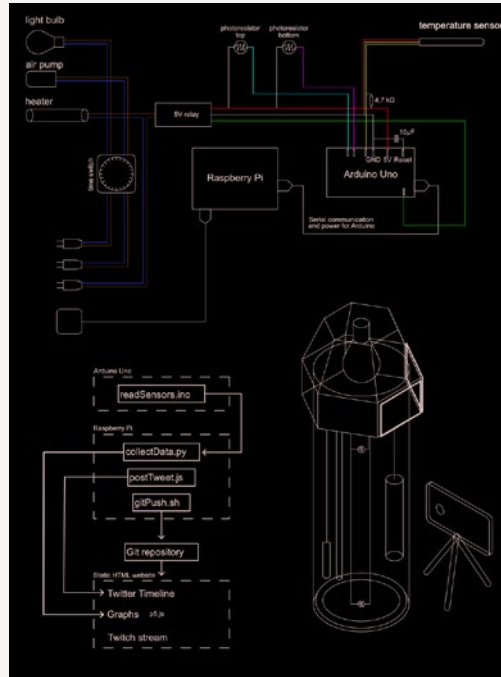 light bulb
air pump
heater
time switch
5V relay
photoresistor
top
photoresistor
bottom
temperature sensor
4,7 kΩ
10µF
GND 5V Reset
Arduino Uno
Raspberry Pi
Serial communication
and power for Arduino
Arduino Uno
readSensors.ino
Raspberry Pi
collectData.py
postTweet.js
gitPush.sh
Git repository
Static HTML website
Twitter Timeline
Graphs p5.js
Twitch stream